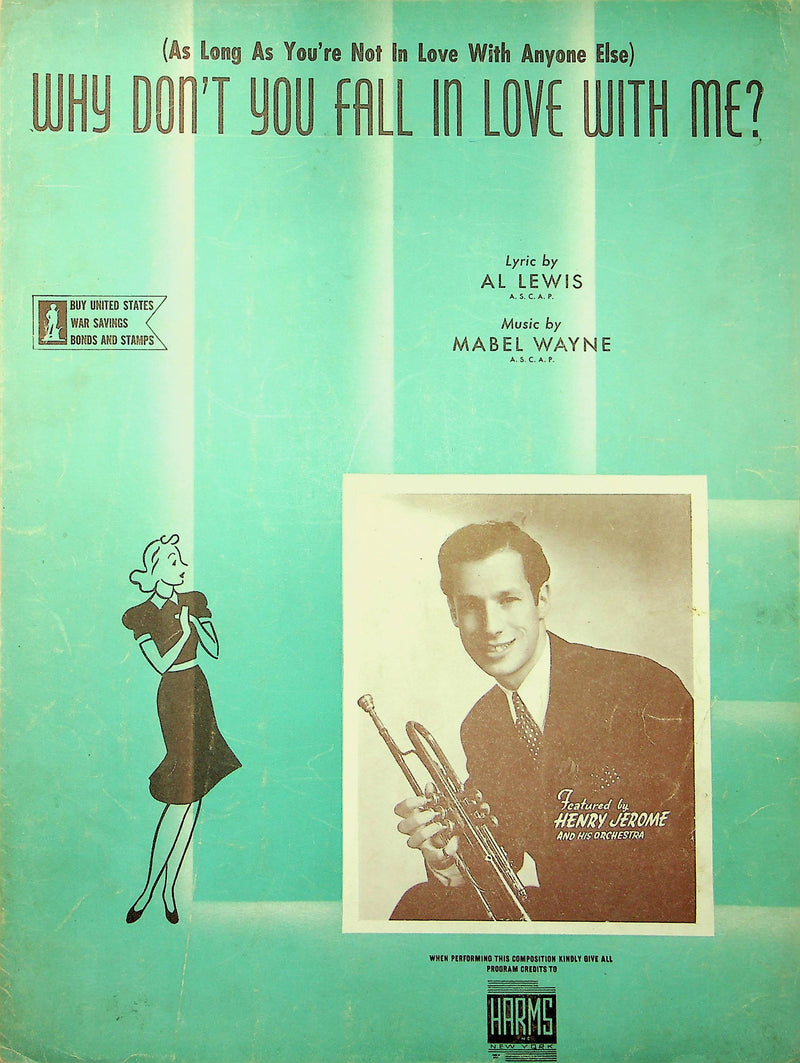 (As Long As You're Not In Love With Anyone Else)
WHY DON'T YOU FALL IN LOVE WITH ME?
Lyric by
AL LEWIS
A. S. C. A. P.
Music by
MABEL WAYNE
A. S. C. A. P.
BUY UNITED STATES
WAR SAVINGS
BONDS AND STAMPS
Featured by
HENRY JEROME
AND HIS ORCHESTRA
WHEN PERFORMING THIS COMPOSITION KINDLY GIVE ALL
PROGRAM CREDITS TO
HARMS
INC.
NEW YORK